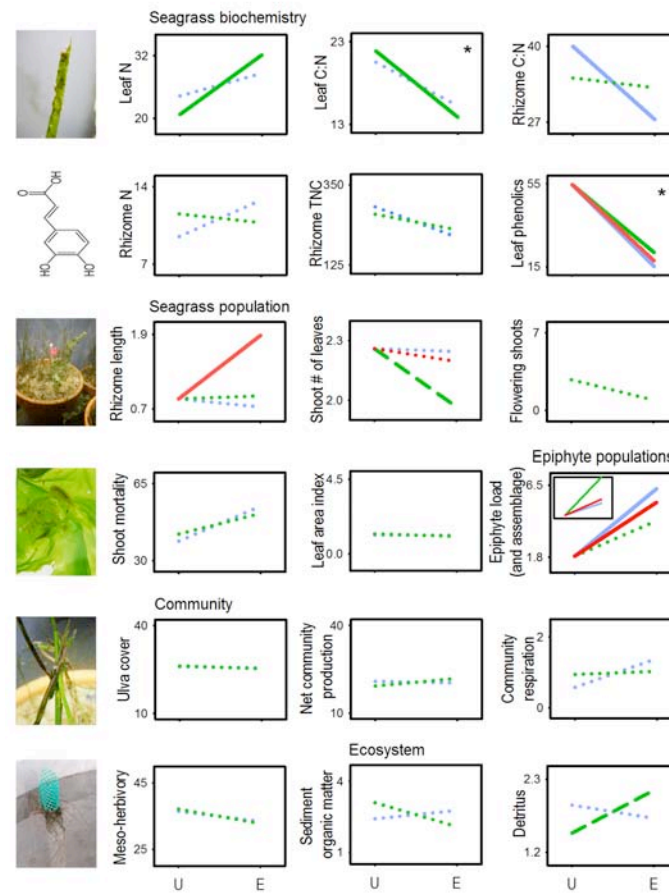 Seagrass biochemistry
Leaf N
32
20
Leaf C:N
23
13
*
Rhizome C:N
40
27
OH
O
HO
OH
Rhizome N
14
7
Rhizome TNC
350
125
Leaf phenolics
55
15
*
Seagrass population
Rhizome length
1.9
0.7
Shoot # of leaves
2.3
2.0
Flowering shoots
7
0
Shoot mortality
65
30
Leaf area index
4.5
0.0
Epiphyte populations
Epiphyte load
(and assemblage)
6.5
1.8
Community
Ulva cover
40
10
Net community
production
40
10
Community
respiration
2
0
Meso-herbivory
45
25
U E
Ecosystem
Sediment
organic matter
4
1
U E
Detritus
2.3
1.2
U E